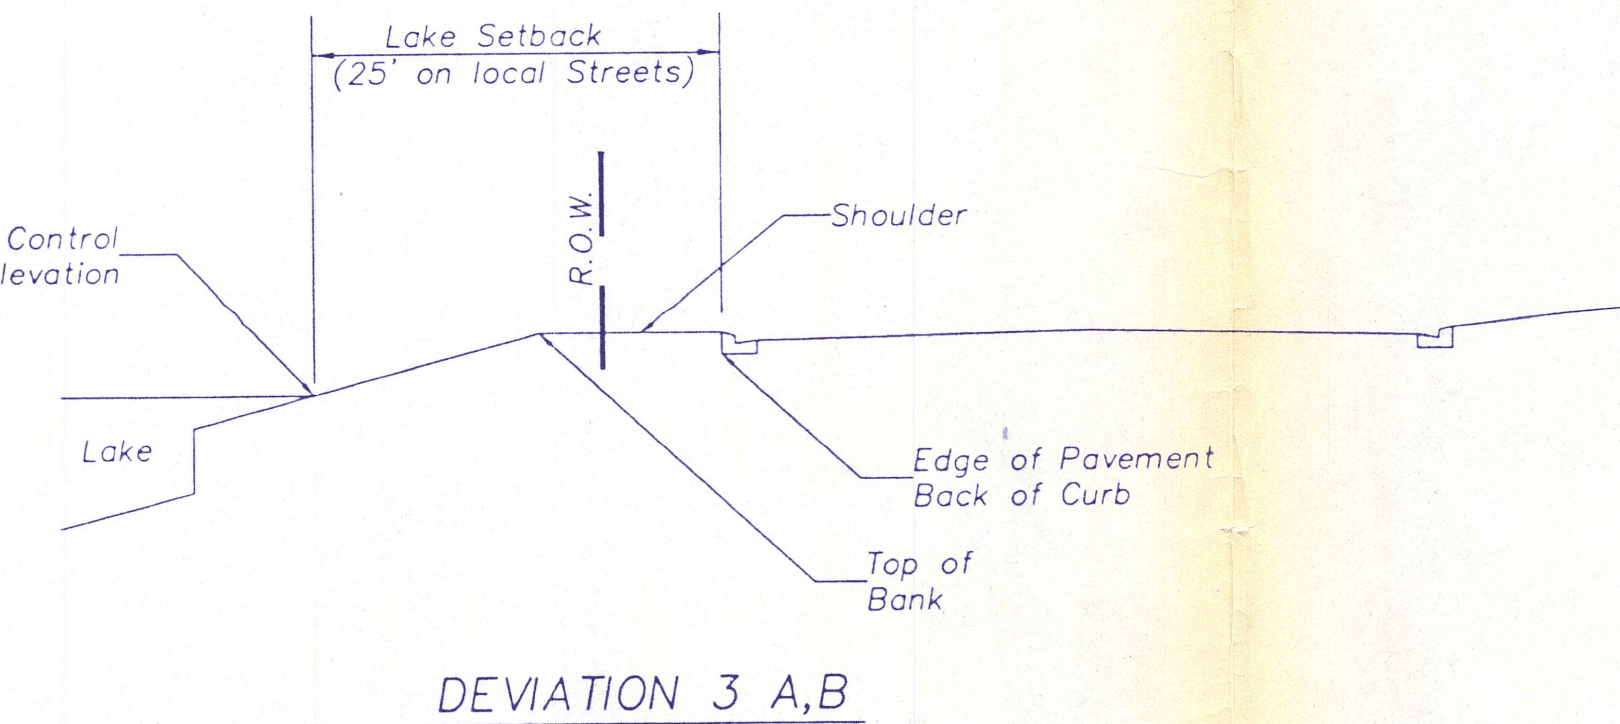 Lake Setback
(25' on local Streets)
R.O.W.
Shoulder
Control
levation
Lake
Edge of Pavement
Back of Curb
Top of
Bank
DEVIATION 3 A,B